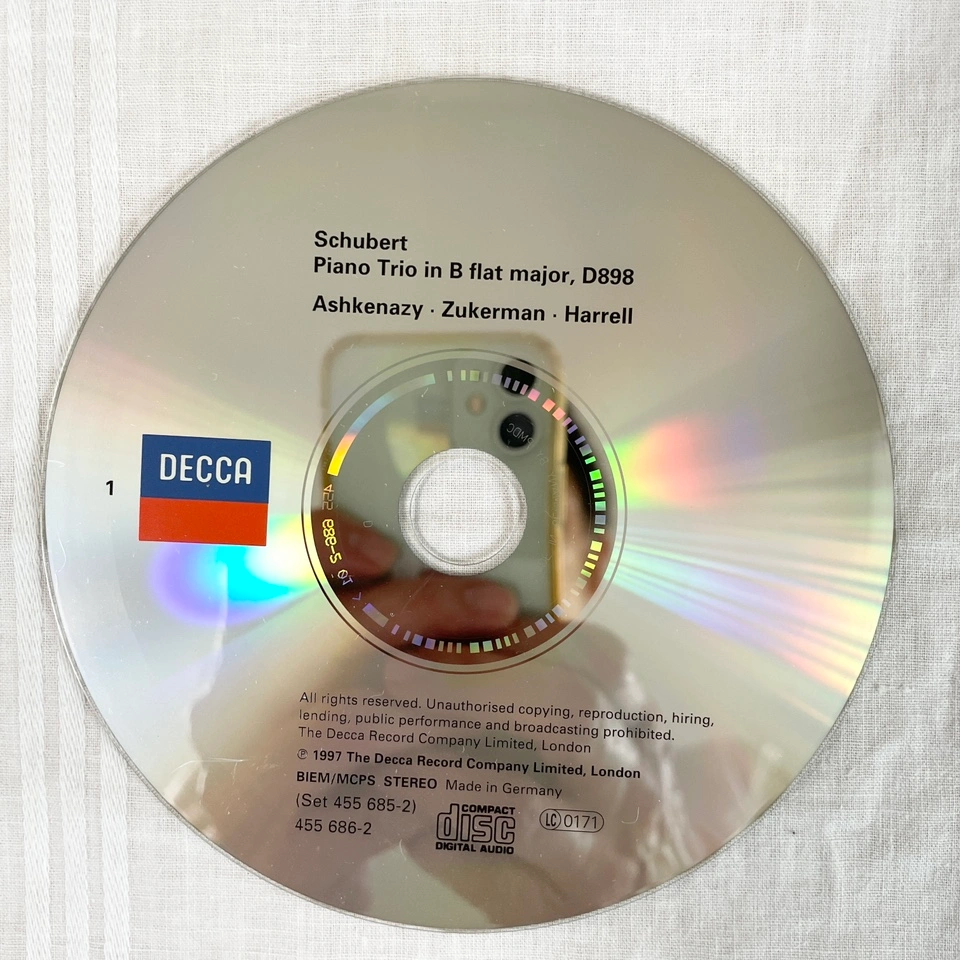 Schubert
Piano Trio in B flat major, D898
Ashkenazy · Zukerman · Harrell
DECCA
1
All rights reserved. Unauthorised copying, reproduction, hiring,
lending, public performance and broadcasting prohibited.
The Decca Record Company Limited, London
℗ 1997 The Decca Record Company Limited, London
BIEM/MCPS STEREO Made in Germany
(Set 455 685-2)
455 686-2
COMPACT
disc
DIGITAL AUDIO
LC 0171
455 686-2